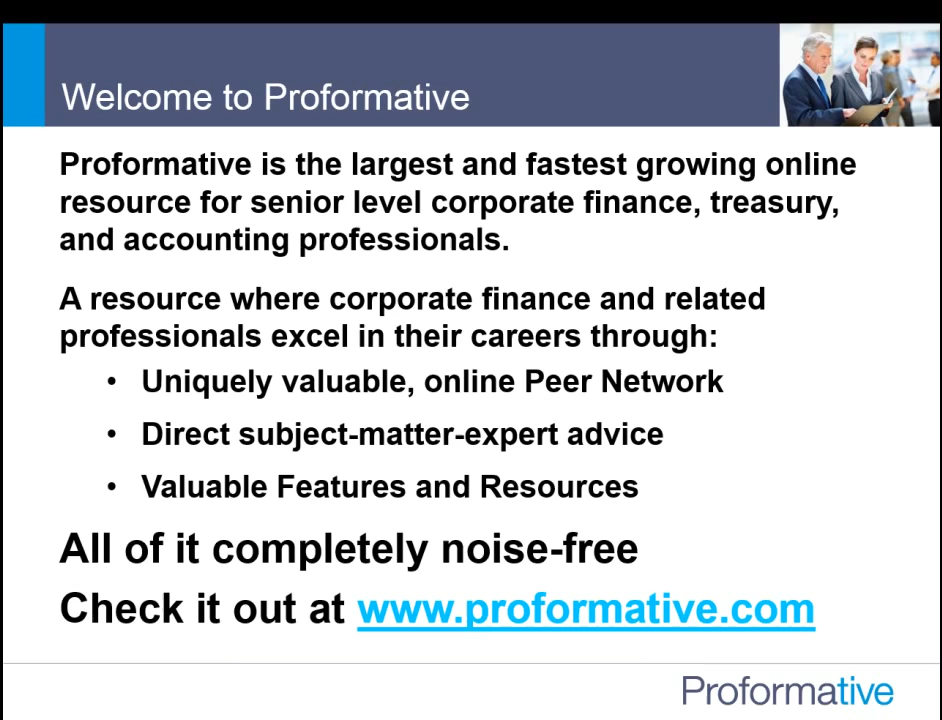 Welcome to Proformative
Proformative is the largest and fastest growing online
resource for senior level corporate finance, treasury,
and accounting professionals.
A resource where corporate finance and related
professionals excel in their careers through:
• Uniquely valuable, online Peer Network
• Direct subject-matter-expert advice
• Valuable Features and Resources
All of it completely noise-free
Check it out at www.proformative.com
Proformative